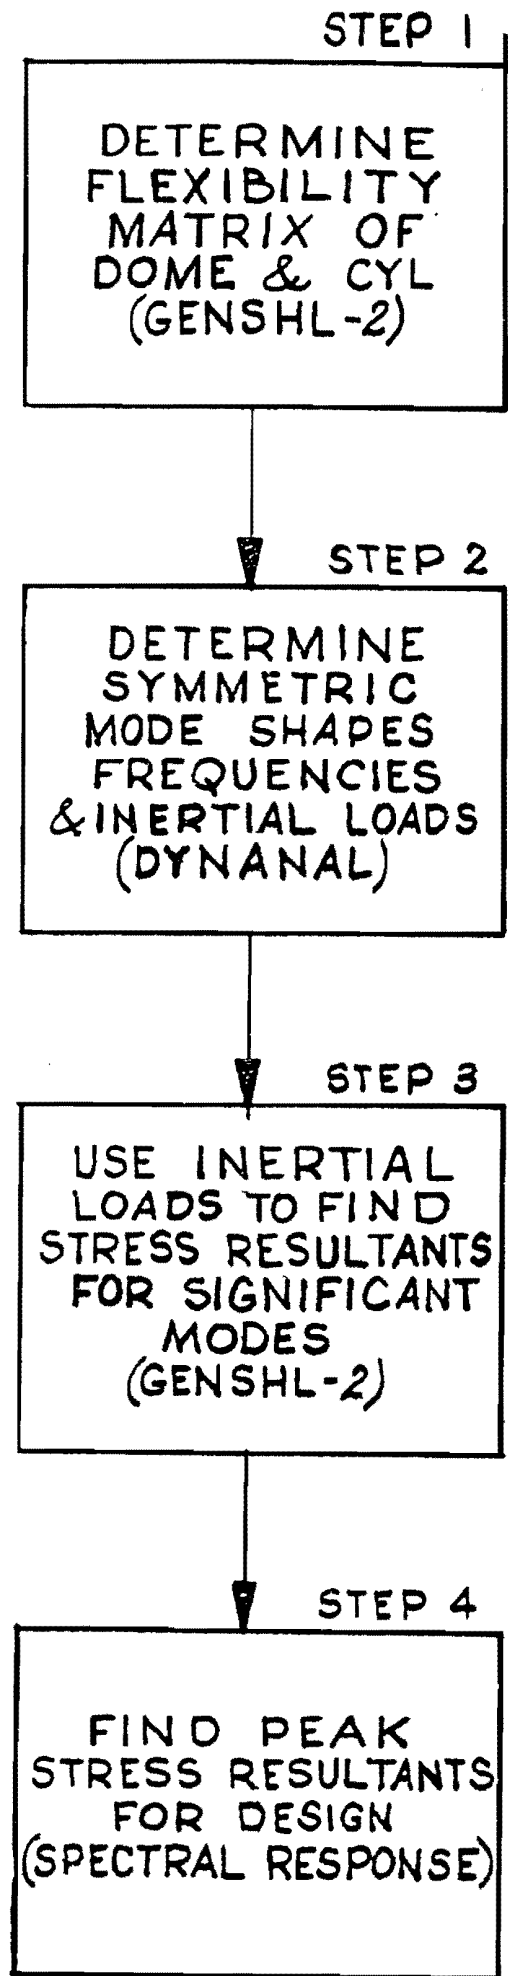 STEP 1
DETERMINE
FLEXIBILITY
MATRIX OF
DOME & CYL
(GENSHL-2)
STEP 2
DETERMINE
SYMMETRIC
MODE SHAPES
FREQUENCIES
& INERTIAL LOADS
(DYNANAL)
STEP 3
USE INERTIAL
LOADS TO FIND
STRESS RESULTANTS
FOR SIGNIFICANT
MODES
(GENSHL-2)
STEP 4
FIND PEAK
STRESS RESULTANTS
FOR DESIGN
(SPECTRAL RESPONSE)